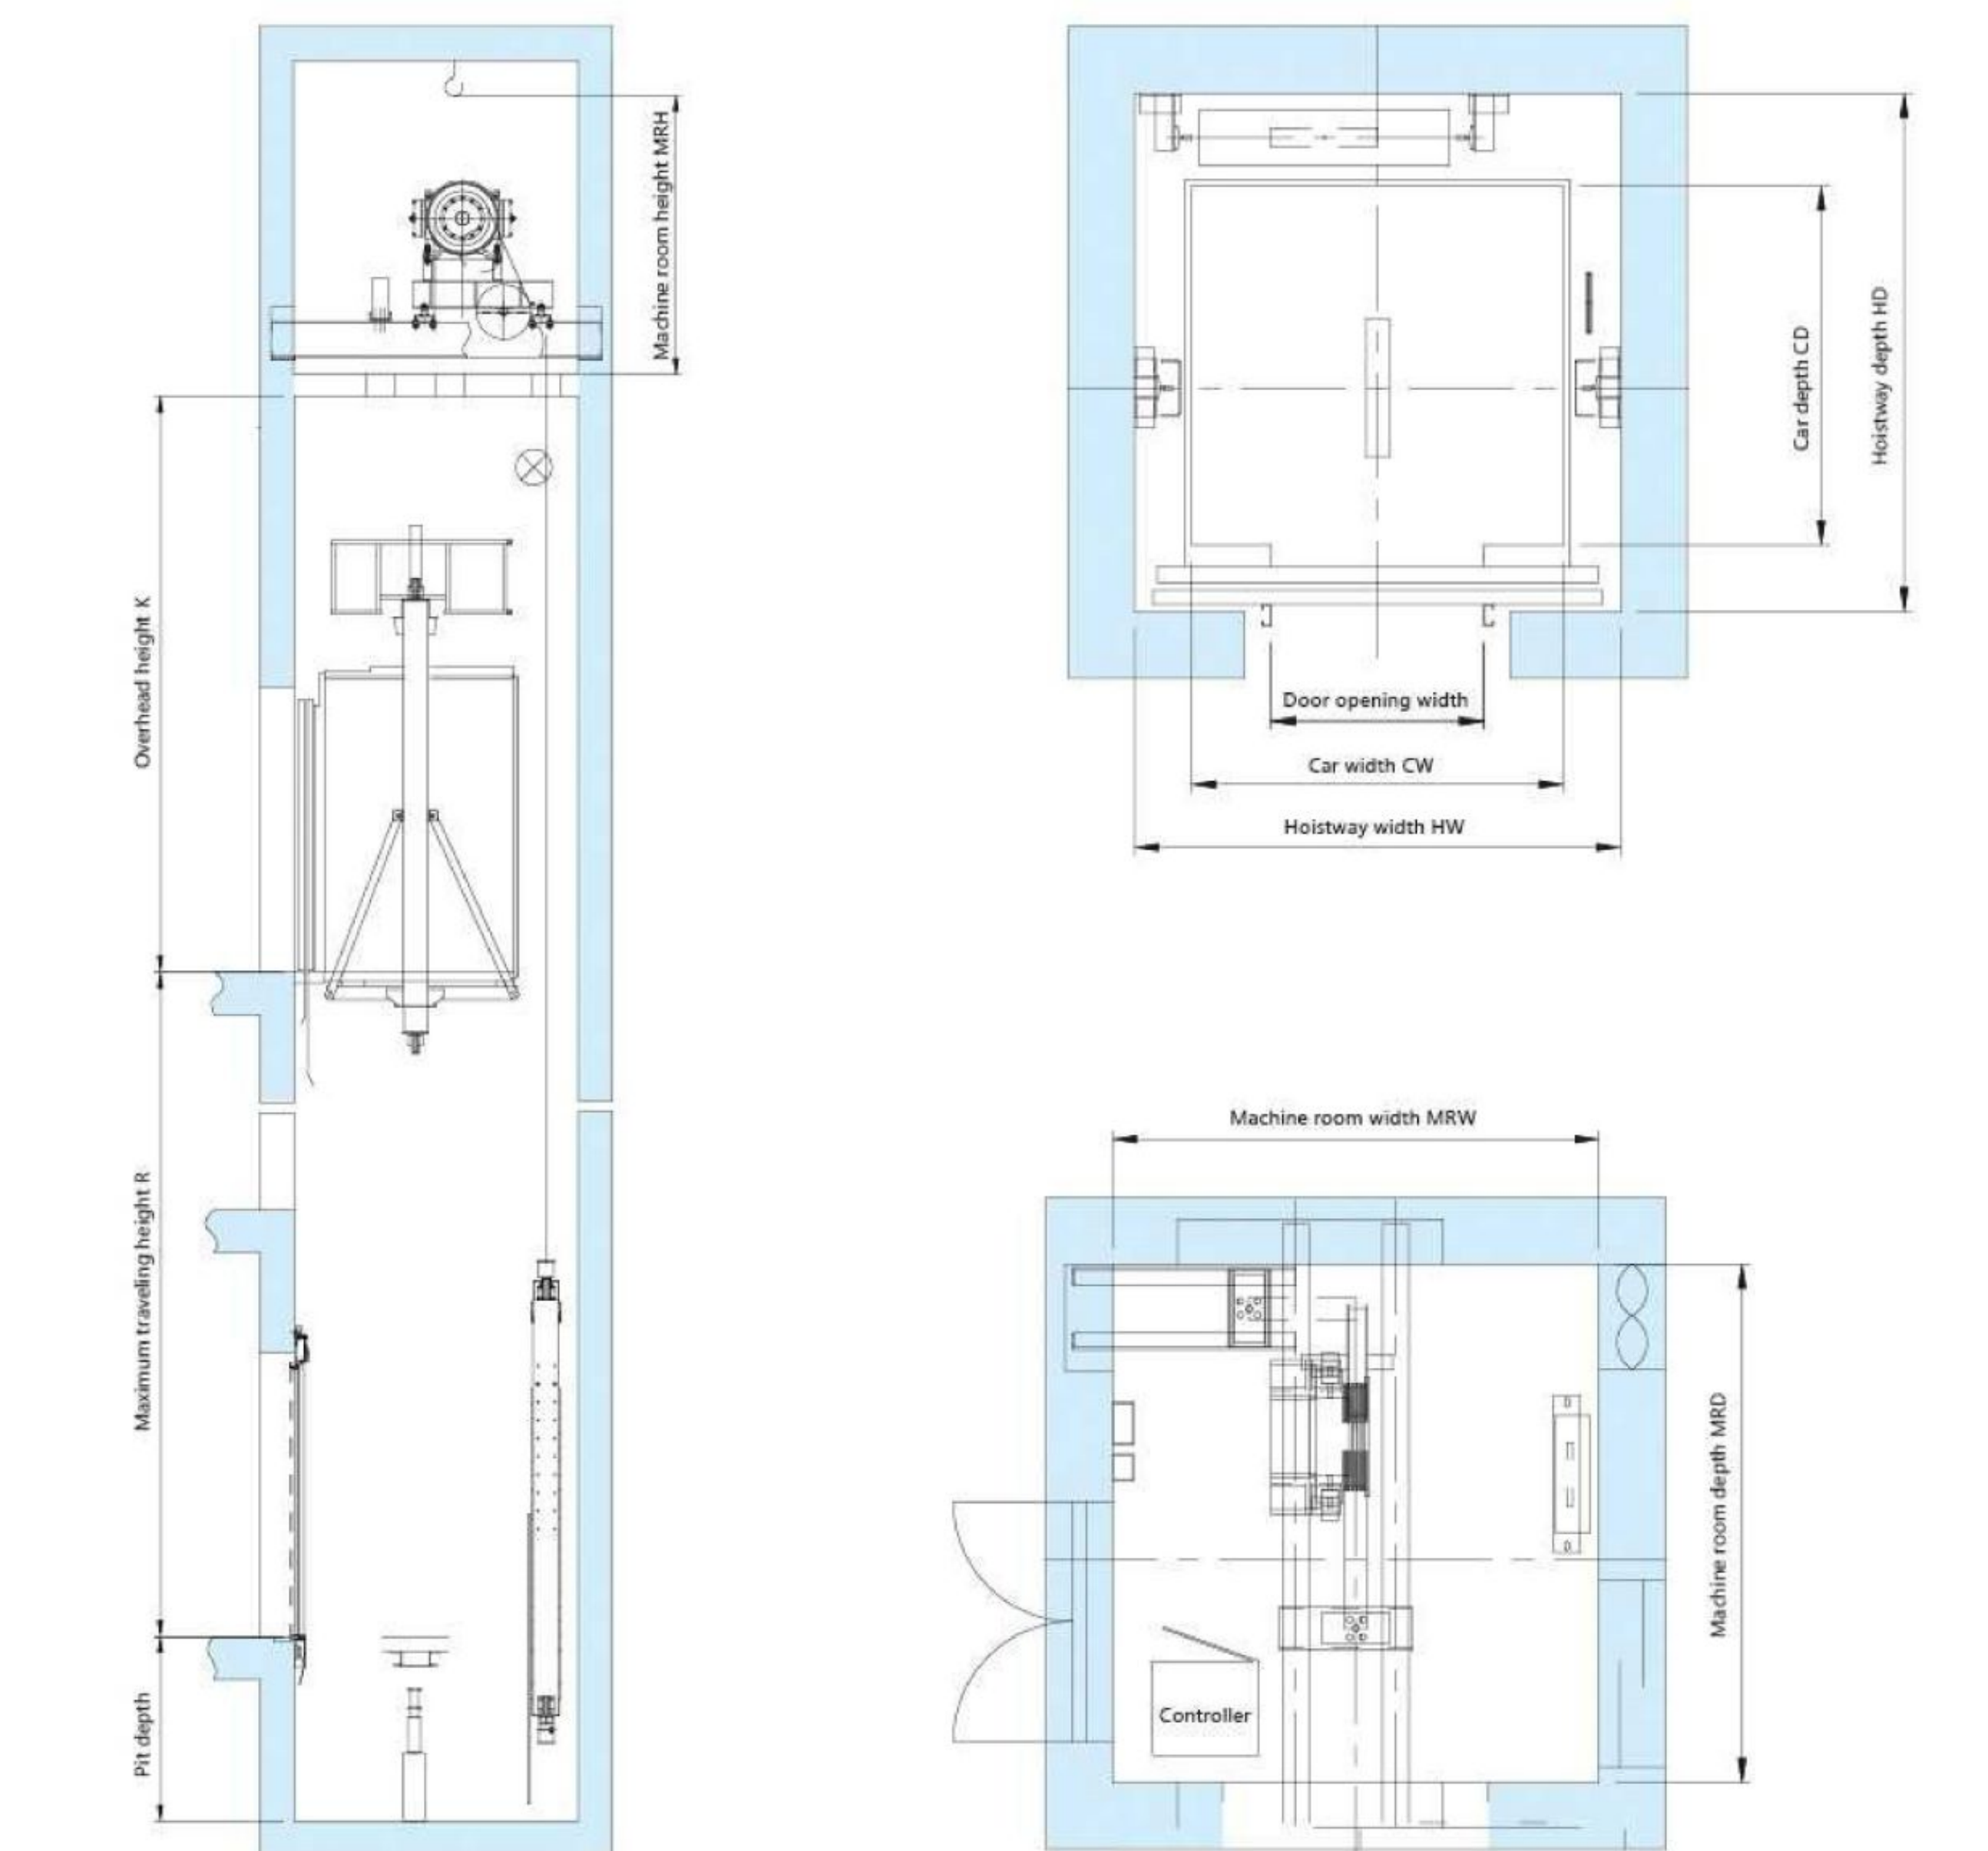 Machine room height MRH
Overhead height K
Maximum traveling height R
Pit depth
Car depth CD
Hoistway depth HD
Door opening width
Car width CW
Hoistway width HW
Machine room width MRW
Machine room depth MRD
Controller